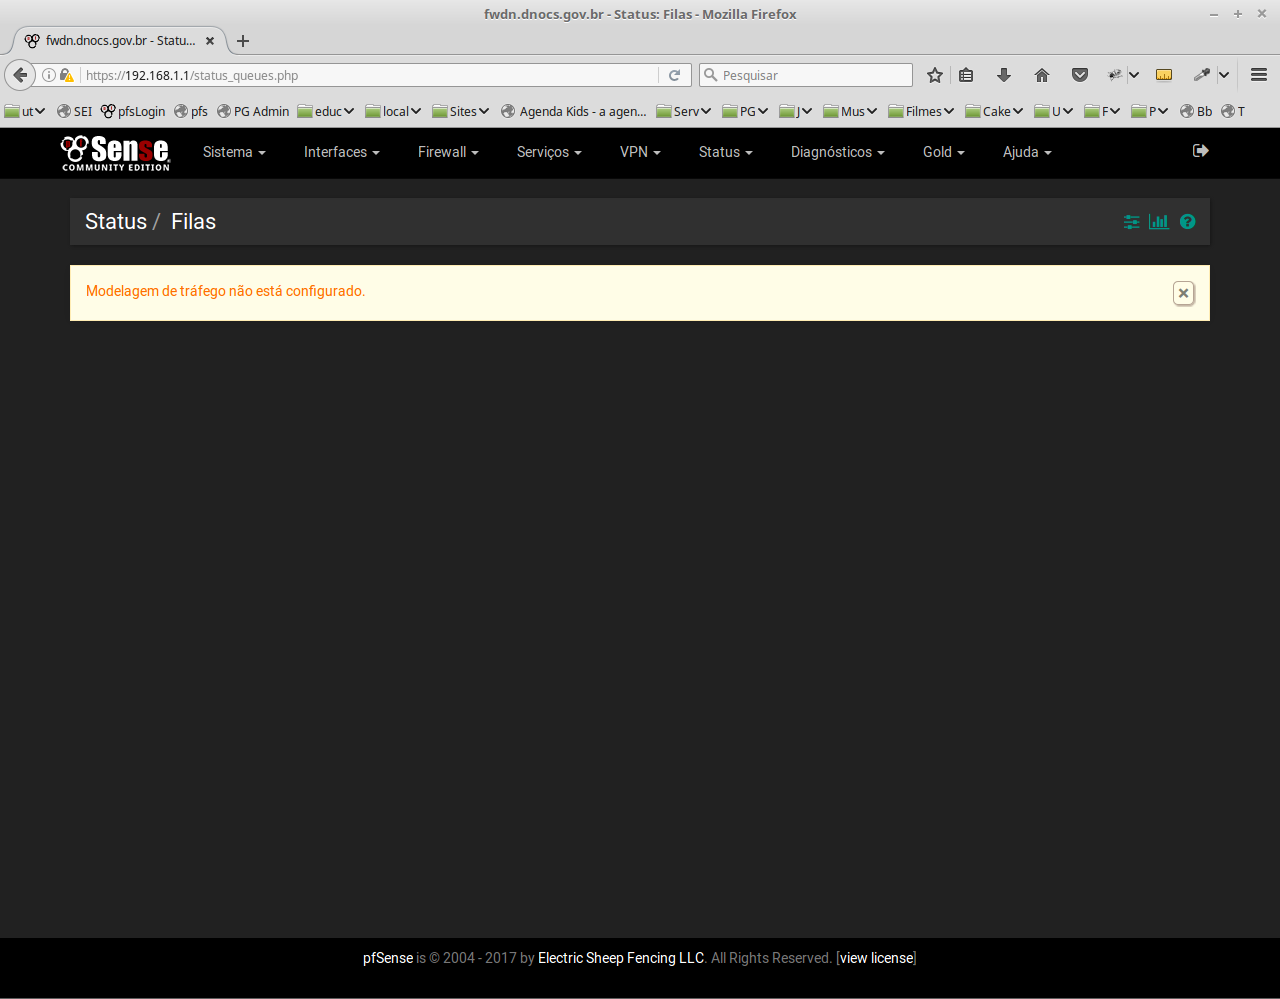 fwdn.dnocs.gov.br - Status: Filas - Mozilla Firefox
fwdn.dnocs.gov.br - Statu...
https://192.168.1.1/status_queues.php
Pesquisar
ut SEI pfsLogin pfs PG Admin educ local Sites Agenda Kids - a agen... Serv PG J Mus Filmes Cake U F P Bb T
Sense
COMMUNITY EDITION
Sistema Interfaces Firewall Serviços VPN Status Diagnósticos Gold Ajuda
Status / Filas
Modelagem de tráfego não está configurado.
pfSense is © 2004 - 2017 by Electric Sheep Fencing LLC. All Rights Reserved. [view license]